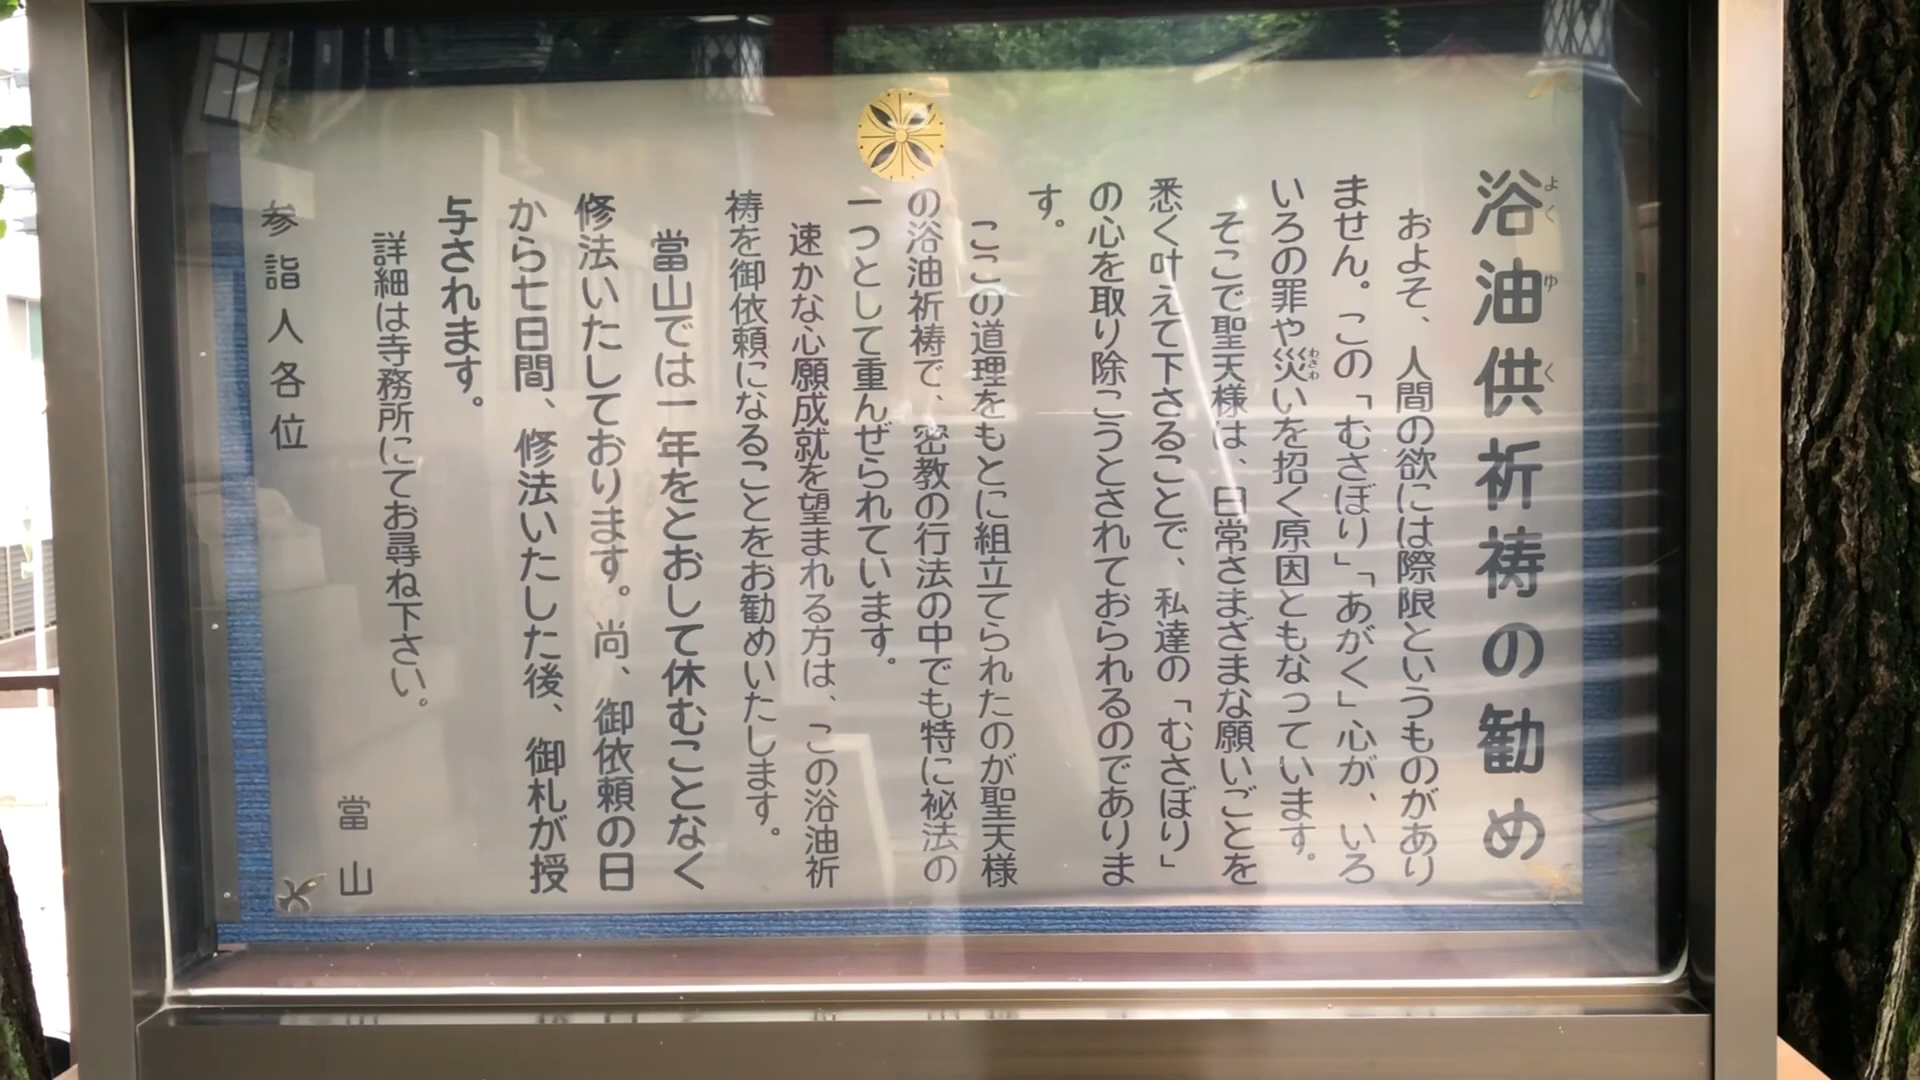 浴油供祈祷の勧め
よくゆく
およそ、人間の欲には際限というものがあり
ません。この「むさぼり」「あがく」心が、いろ
いろの罪や災いを招く原因ともなっています。
わざわ
そこで聖天様は、日常さまざまな願いごとを
悉く叶えて下さることで、私達の「むさぼり」
の心を取り除こうとされておられるのでありま
す。
ここの道理をもとに組立てられたのが聖天様
の浴油祈祷で、密教の行法の中でも特に祕法の
一つとして重んぜられています。
速かな心願成就を望まれる方は、この浴油祈
祷を御依頼になることをお勧めいたします。
當山では一年をとおして休むことなく
修法いたしております。尚、御依頼の日
から七日間、修法いたした後、御札が授
与されます。
詳細は寺務所にてお尋ね下さい。
當山
参詣人各位